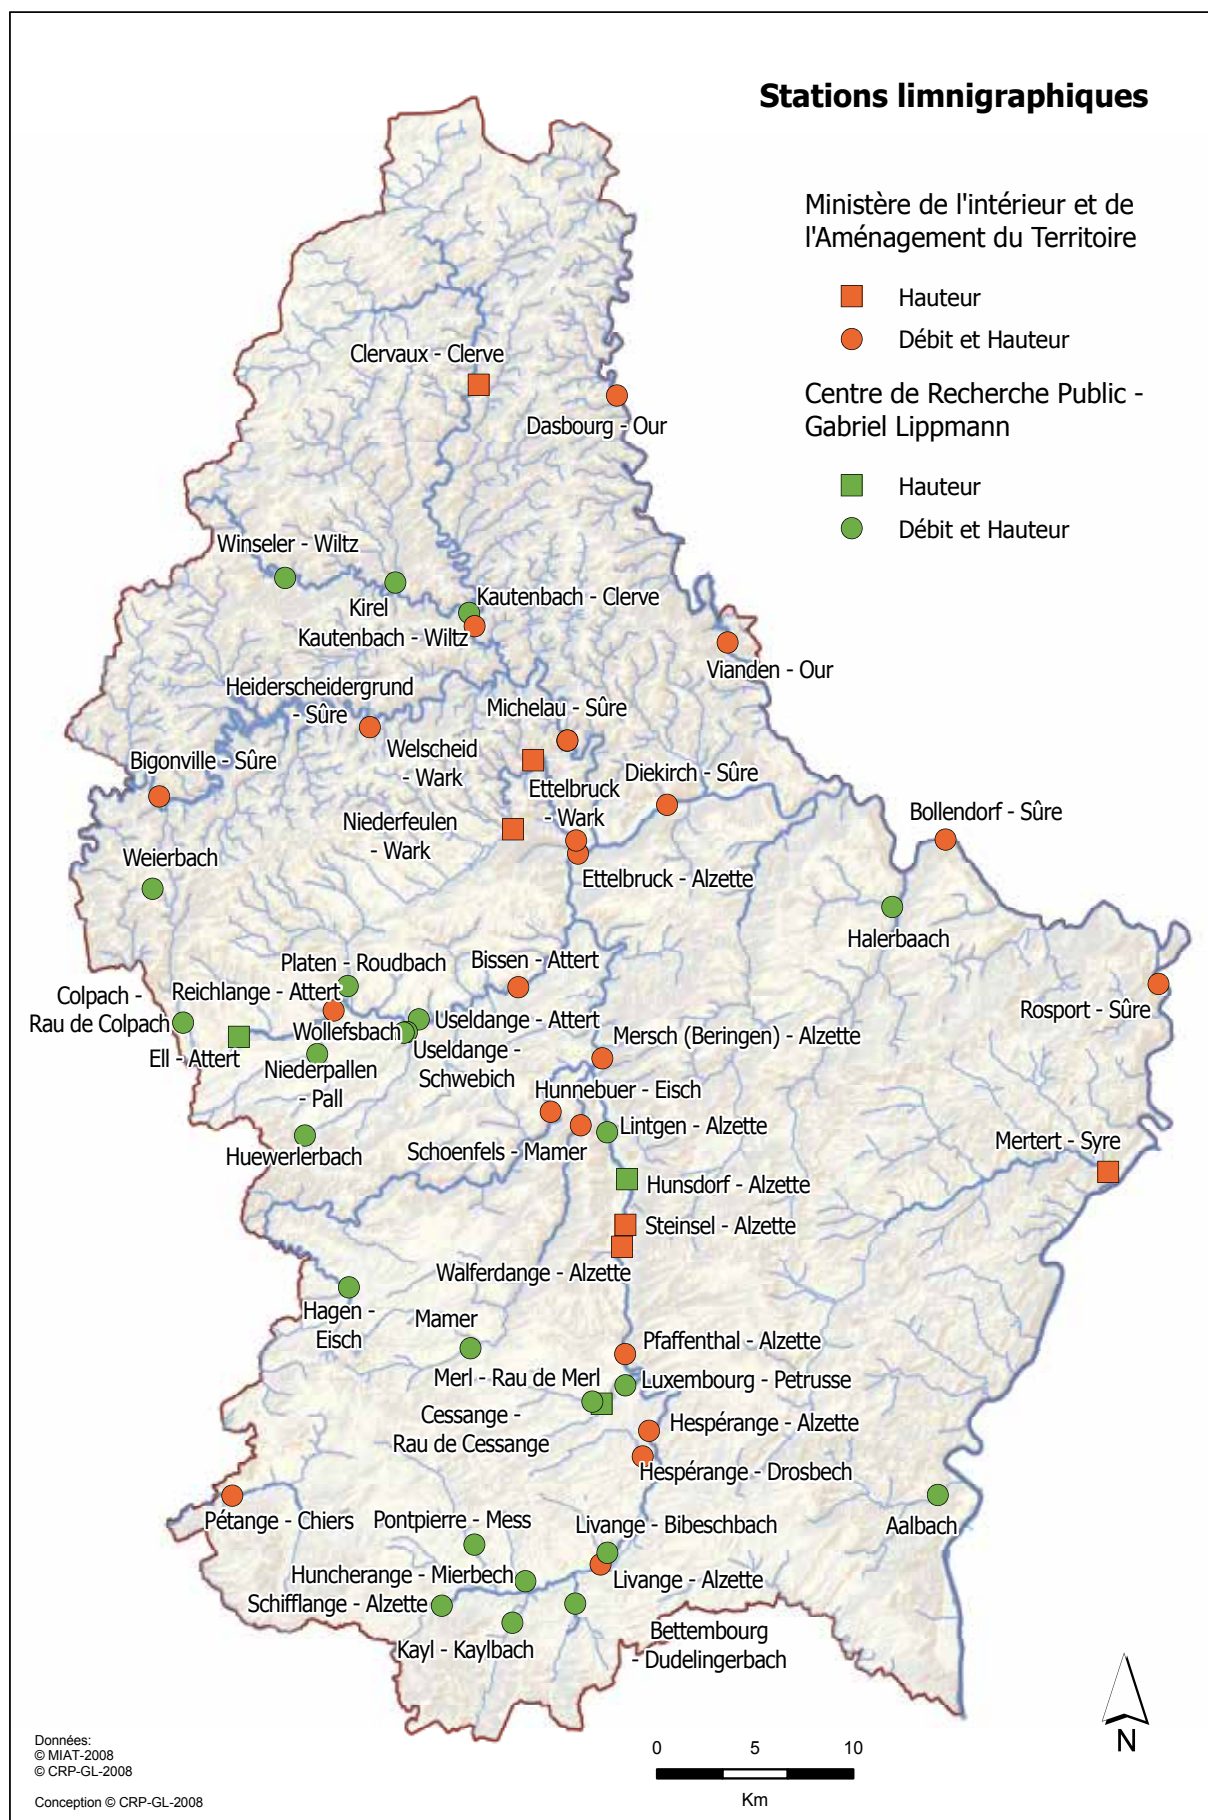 Stations limnigraphiques
Ministère de l'intérieur et de
l'Aménagement du Territoire
Hauteur
Débit et Hauteur
Centre de Recherche Public -
Gabriel Lippmann
Hauteur
Débit et Hauteur
Clervaux - Clerve
Dasbourg - Our
Winseler - Wiltz
Kirel
Kautenbach - Clerve
Kautenbach - Wiltz
Vianden - Our
Heiderscheidergrund
- Sûre
Michelau - Sûre
Welscheid
- Wark
Bigonville - Sûre
Diekirch - Sûre
Ettelbruck
- Wark
Niederfeulen
- Wark
Bollendorf - Sûre
Weierbach
Ettelbruck - Alzette
Halerbaach
Platen - Roudbach
Bissen - Attert
Reichlange - Attert
Colpach -
Rau de Colpach
Rosport - Sûre
Wollefsbach
Useldange - Attert
Ell - Attert
Useldange -
Schwebich
Mersch (Beringen) - Alzette
Niederpallen
- Pall
Hunnebuer - Eisch
Lintgen - Alzette
Mertert - Syre
Huewerlerbach
Schoenfels - Mamer
Hunsdorf - Alzette
Steinsel - Alzette
Walferdange - Alzette
Hagen -
Eisch
Mamer
Pfaffenthal - Alzette
Merl - Rau de Merl
Luxembourg - Petrusse
Cessange -
Rau de Cessange
Hespérange - Alzette
Hespérange - Drosbech
Pétange - Chiers
Pontpierre - Mess
Livange - Bibeschbach
Aalbach
Huncherange - Mierbech
Livange - Alzette
Schifflange - Alzette
Kayl - Kaylbach
Bettembourg
- Dudelingerbach
N
Données:
© MIAT-2008
© CRP-GL-2008
Conception © CRP-GL-2008
0 5 10
Km